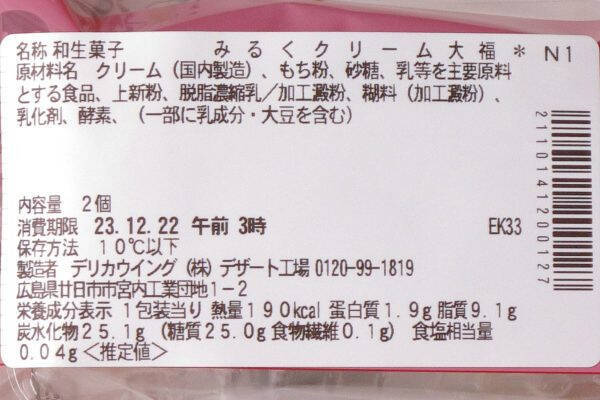 名称 和生菓子 みるくクリーム大福＊ N1
原材料名 クリーム（国内製造）、もち粉、砂糖、乳等を主要原料
とする食品、上新粉、脱脂濃縮乳／加工澱粉、糊料（加工澱粉）、
乳化剤、酵素、（一部に乳成分・大豆を含む）
内容量 2個
消費期限 23.12.22 午前 3時 EK33
保存方法 10℃以下
製造者 デリカウイング（株）デザート工場 0120-99-1819
広島県廿日市市宮内工業団地1－2
栄養成分表示 1包装当り 熱量190kcal 蛋白質1.9g 脂質9.1g
炭水化物25.1g（糖質25.0g 食物繊維0.1g） 食塩相当量
0.04g＜推定値＞
2110141200127